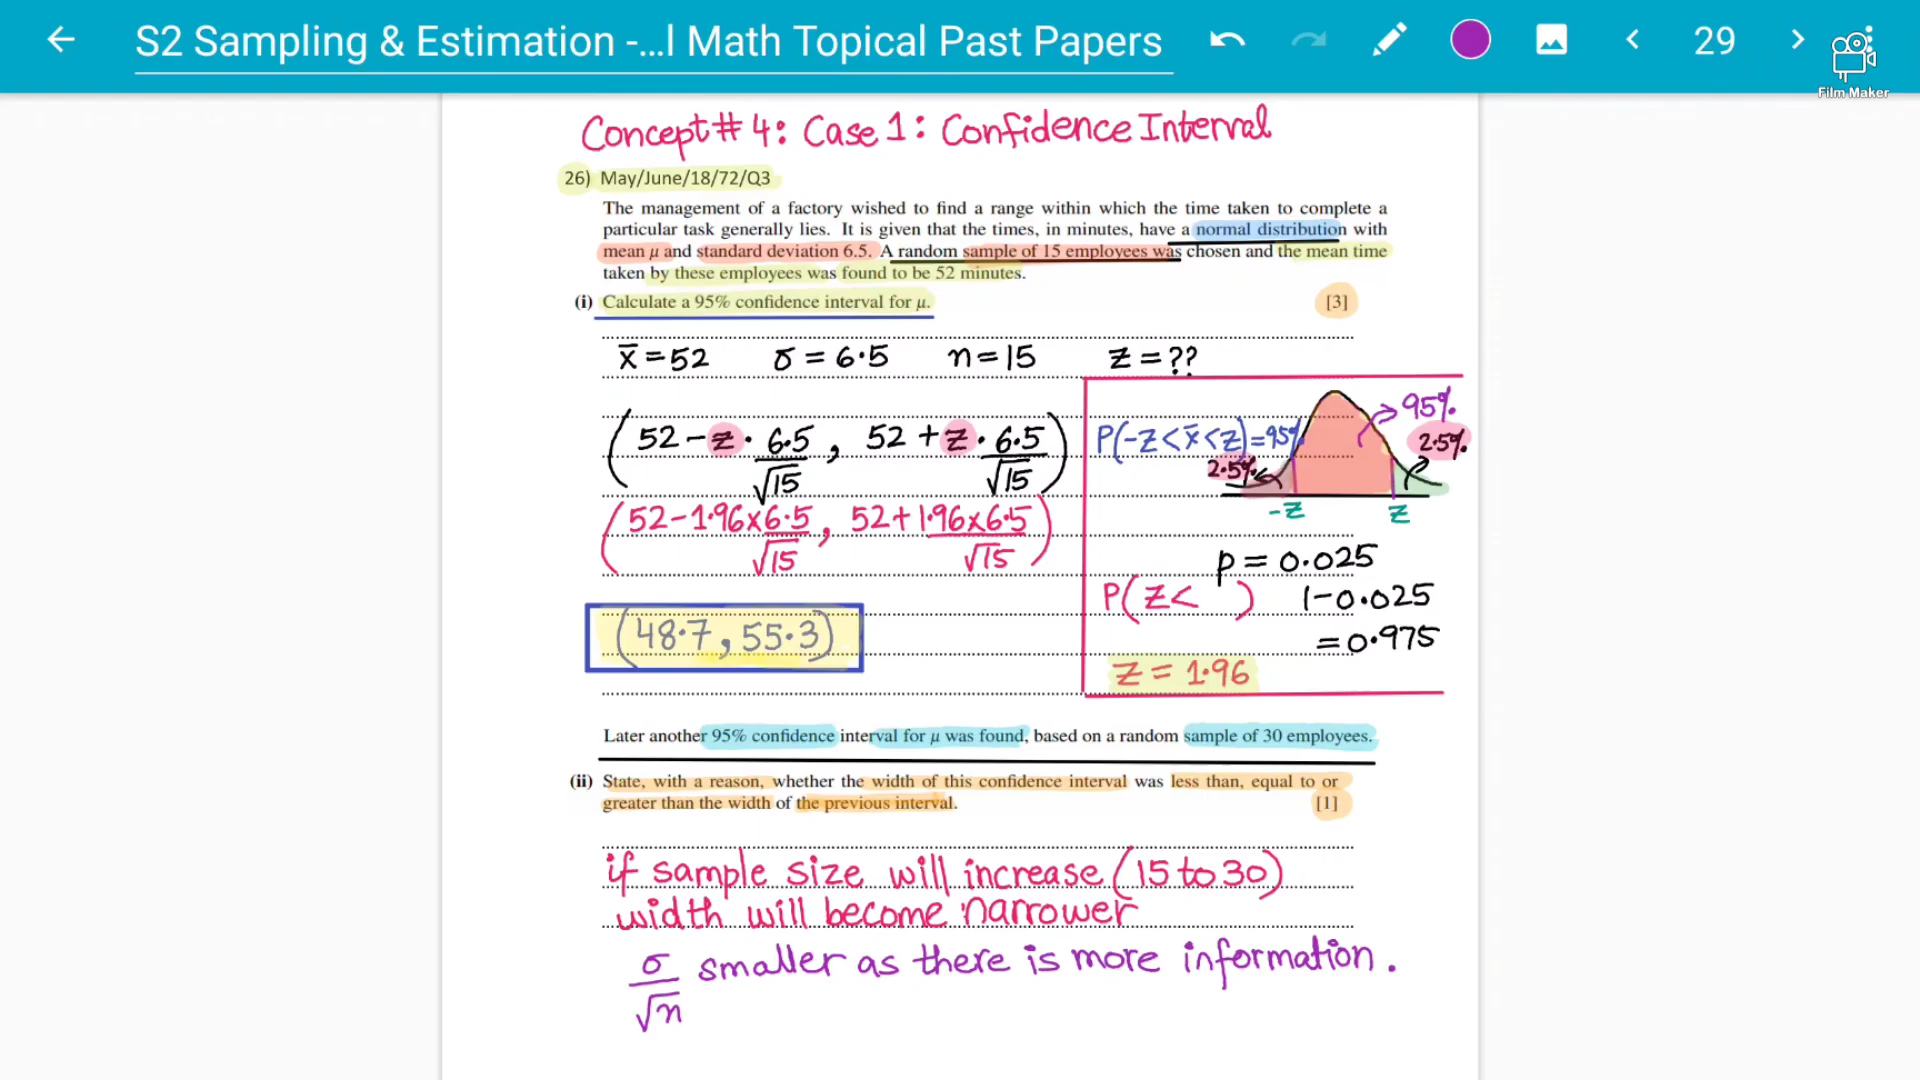 S2 Sampling & Estimation -...l Math Topical Past Papers
29
Film Maker
Concept# 4: Case 1: Confidence Interval
26) May/June/18/72/Q3
The management of a factory wished to find a range within which the time taken to complete a
particular task generally lies. It is given that the times, in minutes, have a normal distribution with
mean μ and standard deviation 6.5. A random sample of 15 employees was chosen and the mean time
taken by these employees was found to be 52 minutes.
(i) Calculate a 95% confidence interval for μ. [3]
x̄ = 52 σ = 6.5 n = 15 z = ??
(52 - z · 6.5/√15 , 52 + z · 6.5/√15)
(52 - 1.96 x 6.5/√15 , 52 + 1.96 x 6.5/√15)
(48.7, 55.3)
P(-z < x̄ < z) = 95%
95%
2.5%
2.5%
-z z
p = 0.025
P(z < ) 1 - 0.025
= 0.975
z = 1.96
Later another 95% confidence interval for μ was found, based on a random sample of 30 employees.
(ii) State, with a reason, whether the width of this confidence interval was less than, equal to or
greater than the width of the previous interval. [1]
if sample size will increase (15 to 30)
width will become narrower
σ/√n smaller as there is more information.